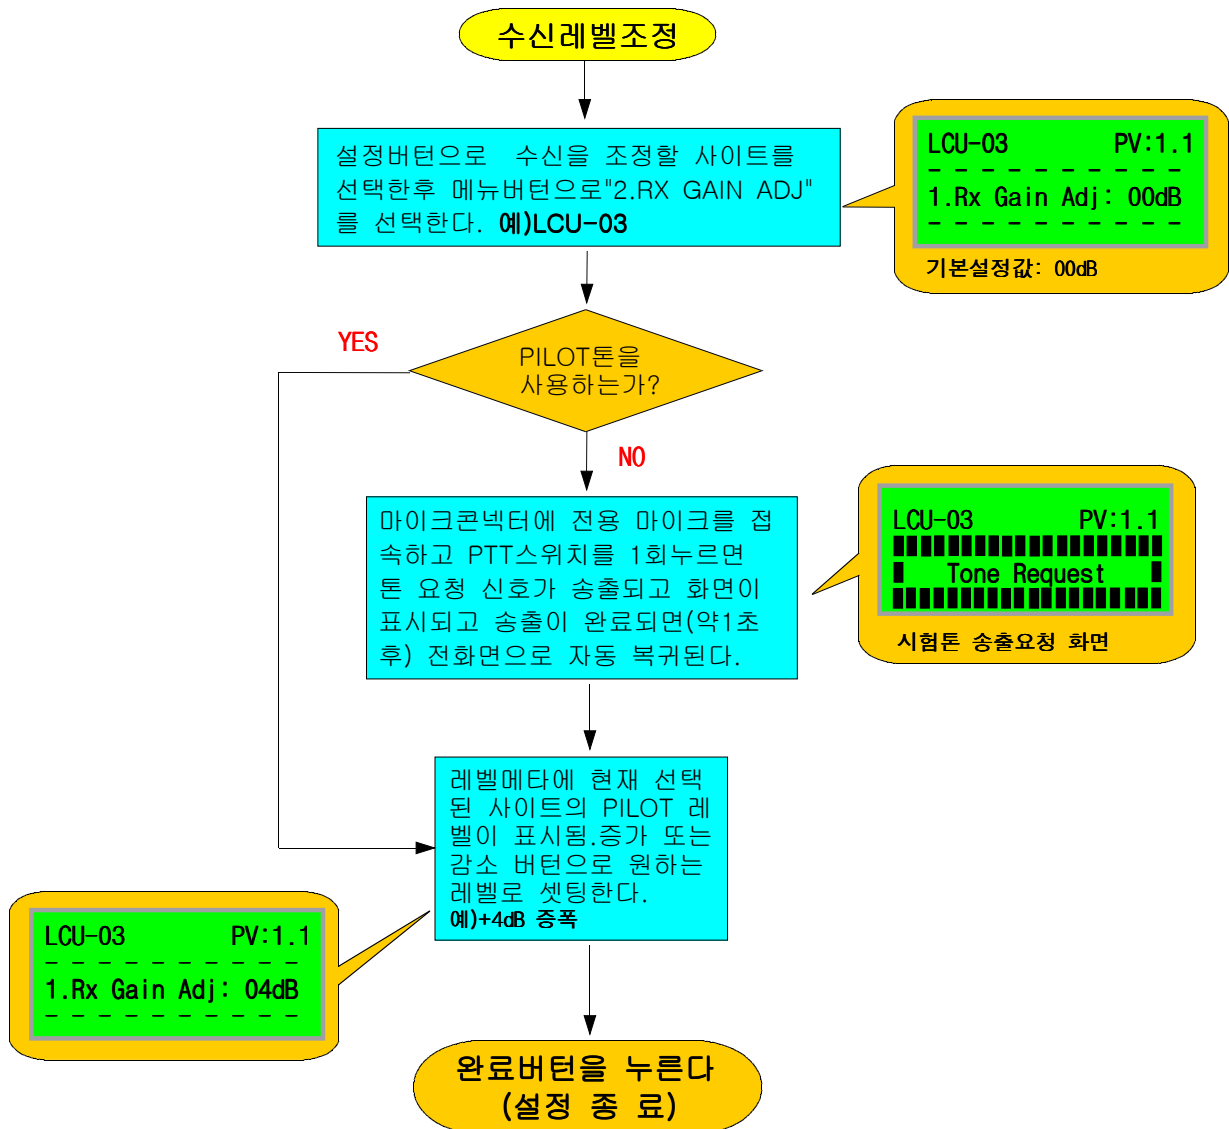 수신레벨조정
설정버턴으로 수신을 조정할 사이트를
선택한후 메뉴버턴으로"2.RX GAIN ADJ"
를 선택한다. 예)LCU-03
LCU-03 PV:1.1
- - - - - - - - - -
1.Rx Gain Adj: 00dB
- - - - - - - - - -
기본설정값: 00dB
YES
PILOT톤을
사용하는가?
NO
마이크콘넥터에 전용 마이크를 접
속하고 PTT스위치를 1회누르면
톤 요청 신호가 송출되고 화면이
표시되고 송출이 완료되면(약1초
후) 전화면으로 자동 복귀된다.
LCU-03 PV:1.1
Tone Request
시험톤 송출요청 화면
레벨메타에 현재 선택
된 사이트의 PILOT 레
벨이 표시됨.증가 또는
감소 버턴으로 원하는
레벨로 셋팅한다.
예)+4dB 증폭
LCU-03 PV:1.1
- - - - - - - - - -
1.Rx Gain Adj: 04dB
- - - - - - - - - -
완료버턴을 누른다
(설정 종 료)